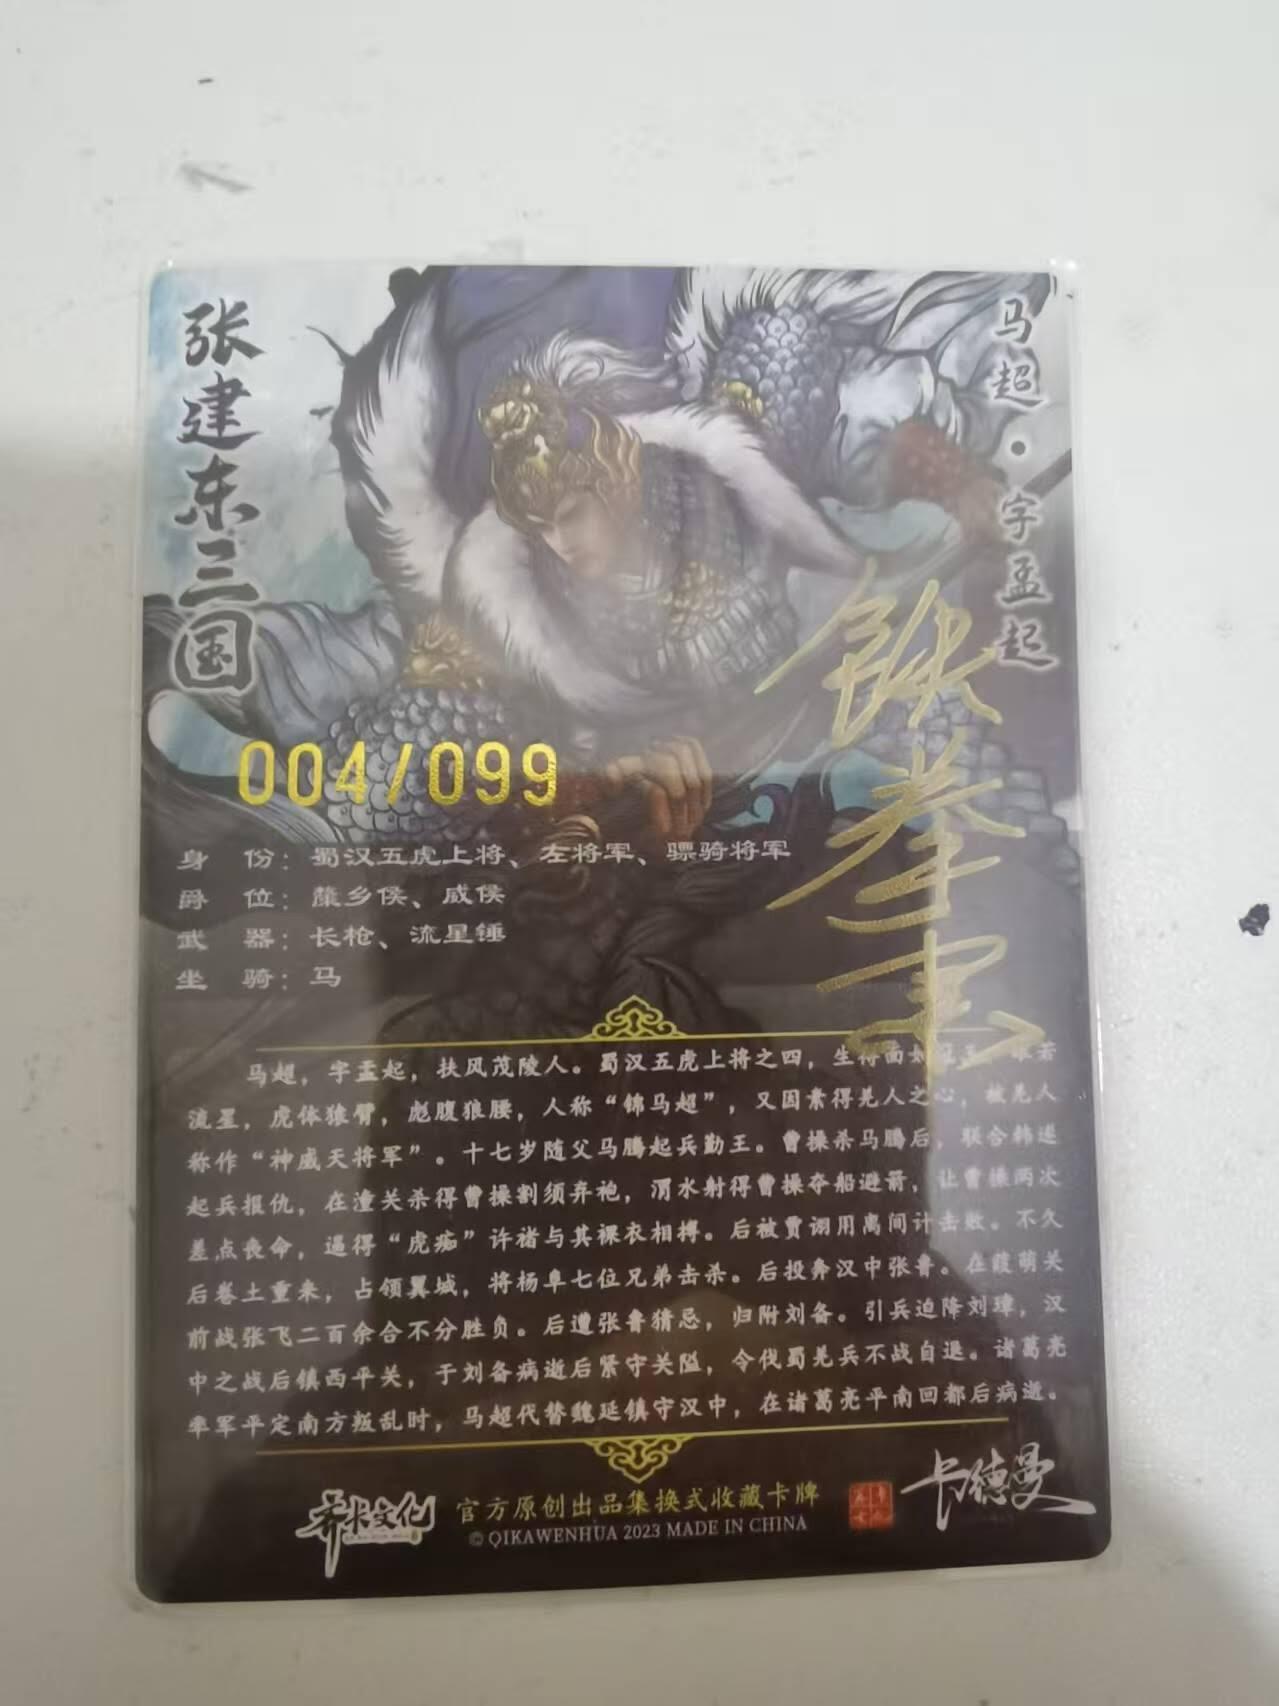 张建东三国
马超·字孟起
004/099
身 份：蜀汉五虎上将、左将军、骠骑将军
爵 位：斄乡侯、威侯
武 器：长枪、流星锤
坐 骑：马
马超，字孟起，扶风茂陵人。蜀汉五虎上将之四，生得面如冠玉，眼若
流星，虎体猿臂，彪腹狼腰，人称“锦马超”，又因素得羌人之心，被羌人
称作“神威天将军”。十七岁随父马腾起兵勤王。曹操杀马腾后，联合韩遂
起兵报仇，在潼关杀得曹操割须弃袍，渭水射得曹操夺船避箭，让曹操两次
差点丧命，逼得“虎痴”许褚与其裸衣相搏。后被贾诩用离间计击败。不久
后卷土重来，占领翼城，将杨阜七位兄弟击杀。后投奔汉中张鲁。在葭萌关
前战张飞二百余合不分胜负。后遭张鲁猜忌，归附刘备。引兵迫降刘璋，汉
中之战后镇西平关，于刘备病逝后紧守关隘，令伐蜀羌兵不战自退。诸葛亮
率军平定南方叛乱时，马超代替魏延镇守汉中，在诸葛亮平南回都后病逝。
齐卡文化
官方原创出品集换式收藏卡牌
© QIKAWENHUA 2023 MADE IN CHINA
卡德曼